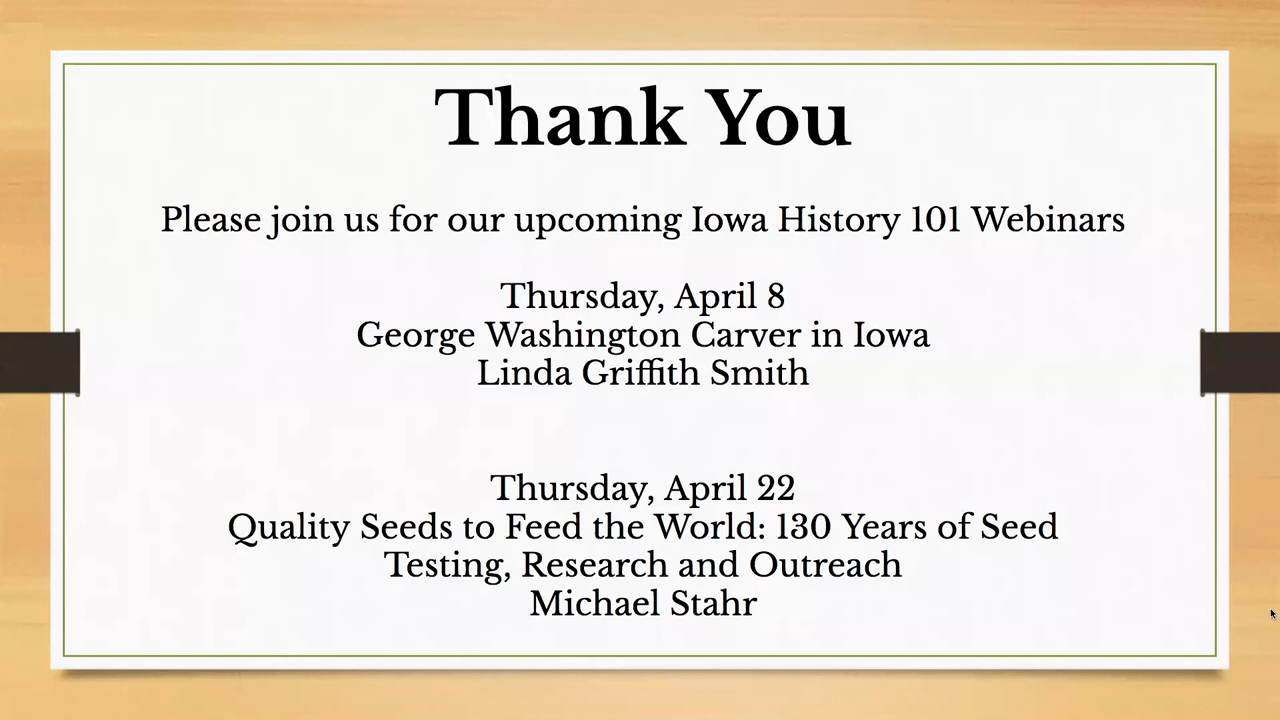 Thank You
Please join us for our upcoming Iowa History 101 Webinars
Thursday, April 8
George Washington Carver in Iowa
Linda Griffith Smith
Thursday, April 22
Quality Seeds to Feed the World: 130 Years of Seed
Testing, Research and Outreach
Michael Stahr